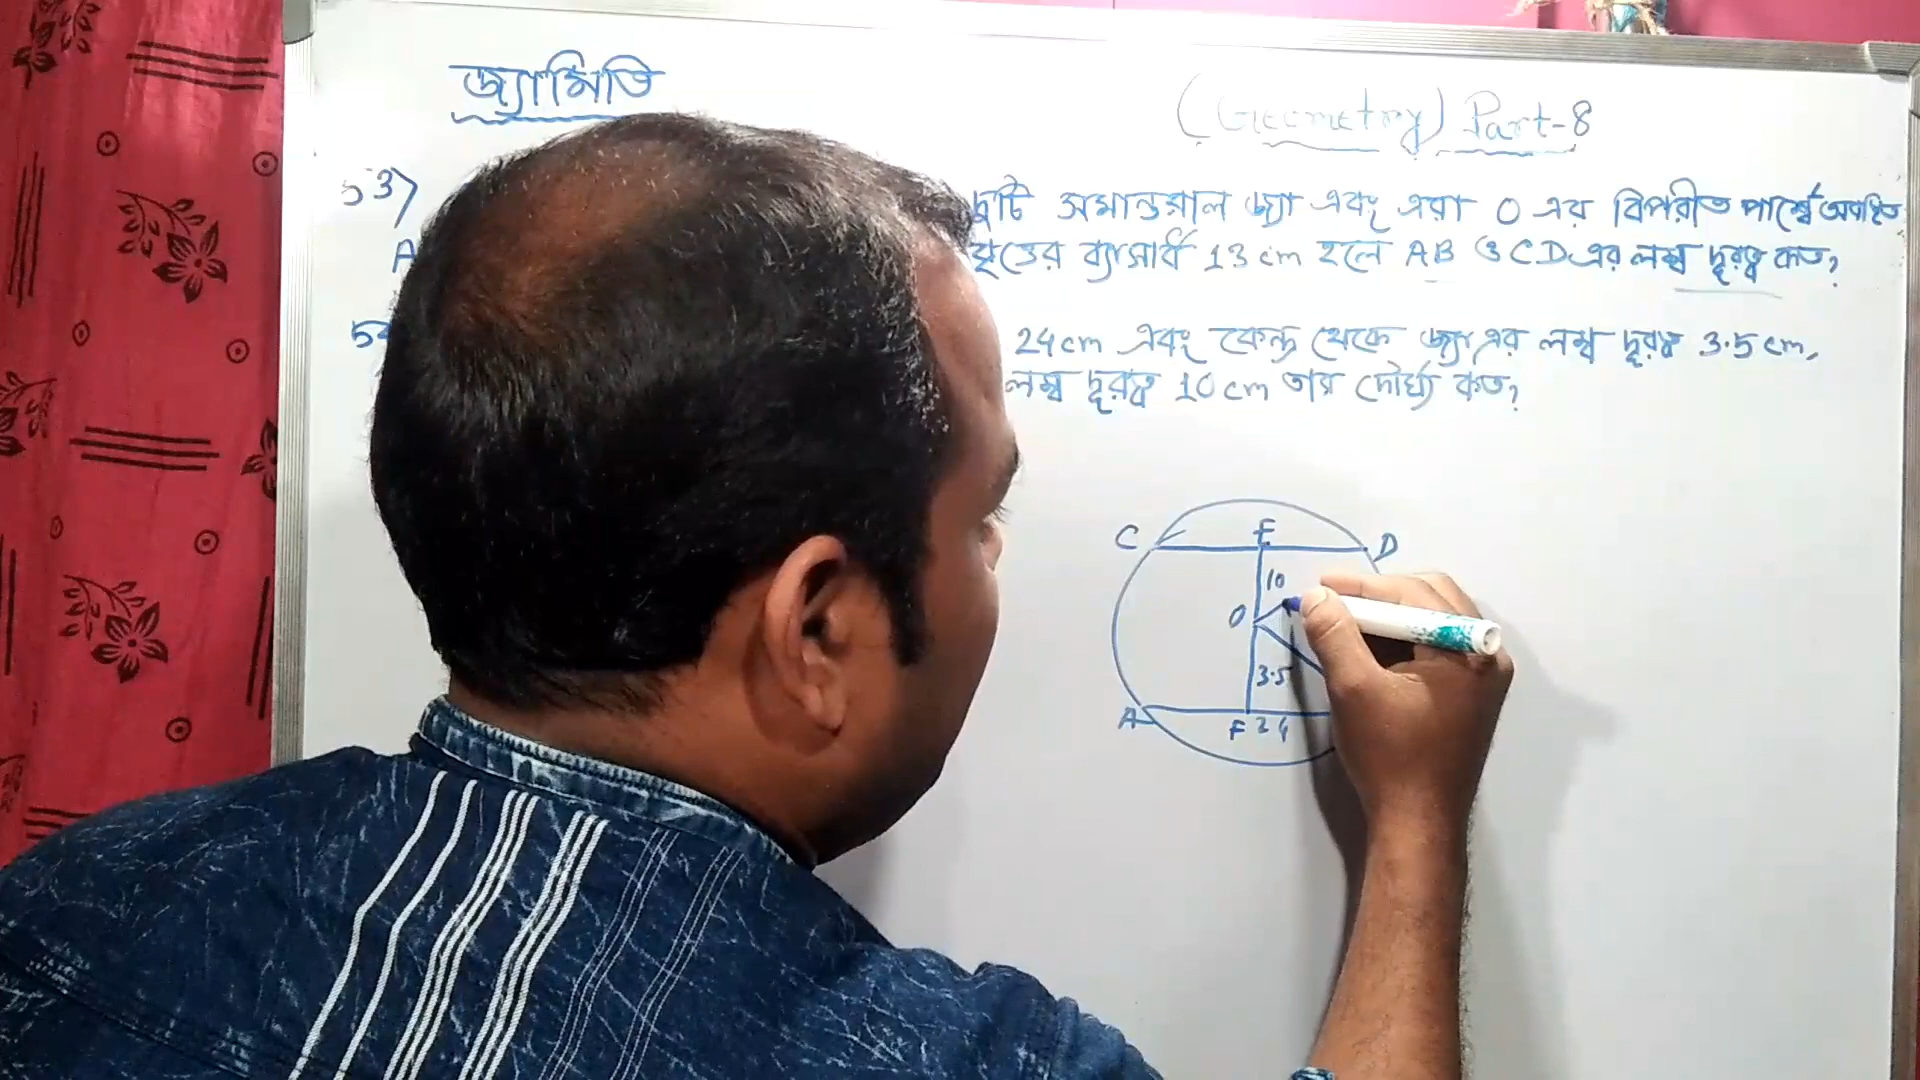 জ্যামিতি
(Geometry) Part-8
53) দুটি সমান্তরাল জ্যা এবং এরা O এর বিপরীত পার্শ্বে অবস্থিত
A বৃত্তের ব্যাসার্ধ 13 cm হলে AB ও CD এর লম্ব দূরত্ব কত?
24cm এবং কেন্দ্র থেকে জ্যা এর লম্ব দূরত্ব 3.5 cm,
লম্ব দূরত্ব 10 cm তার দৈর্ঘ্য কত?
C E D
10
O
3.5
A F 24